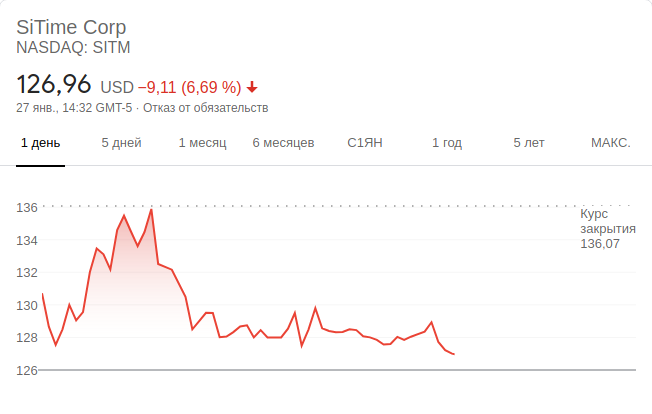 SiTime Corp
NASDAQ: SITM
126,96 USD −9,11 (6,69 %)
27 янв., 14:32 GMT-5 · Отказ от обязательств
1 день 5 дней 1 месяц 6 месяцев С1ЯН 1 год 5 лет МАКС.
136
Курс
закрытия
136,07
134
132
130
128
126